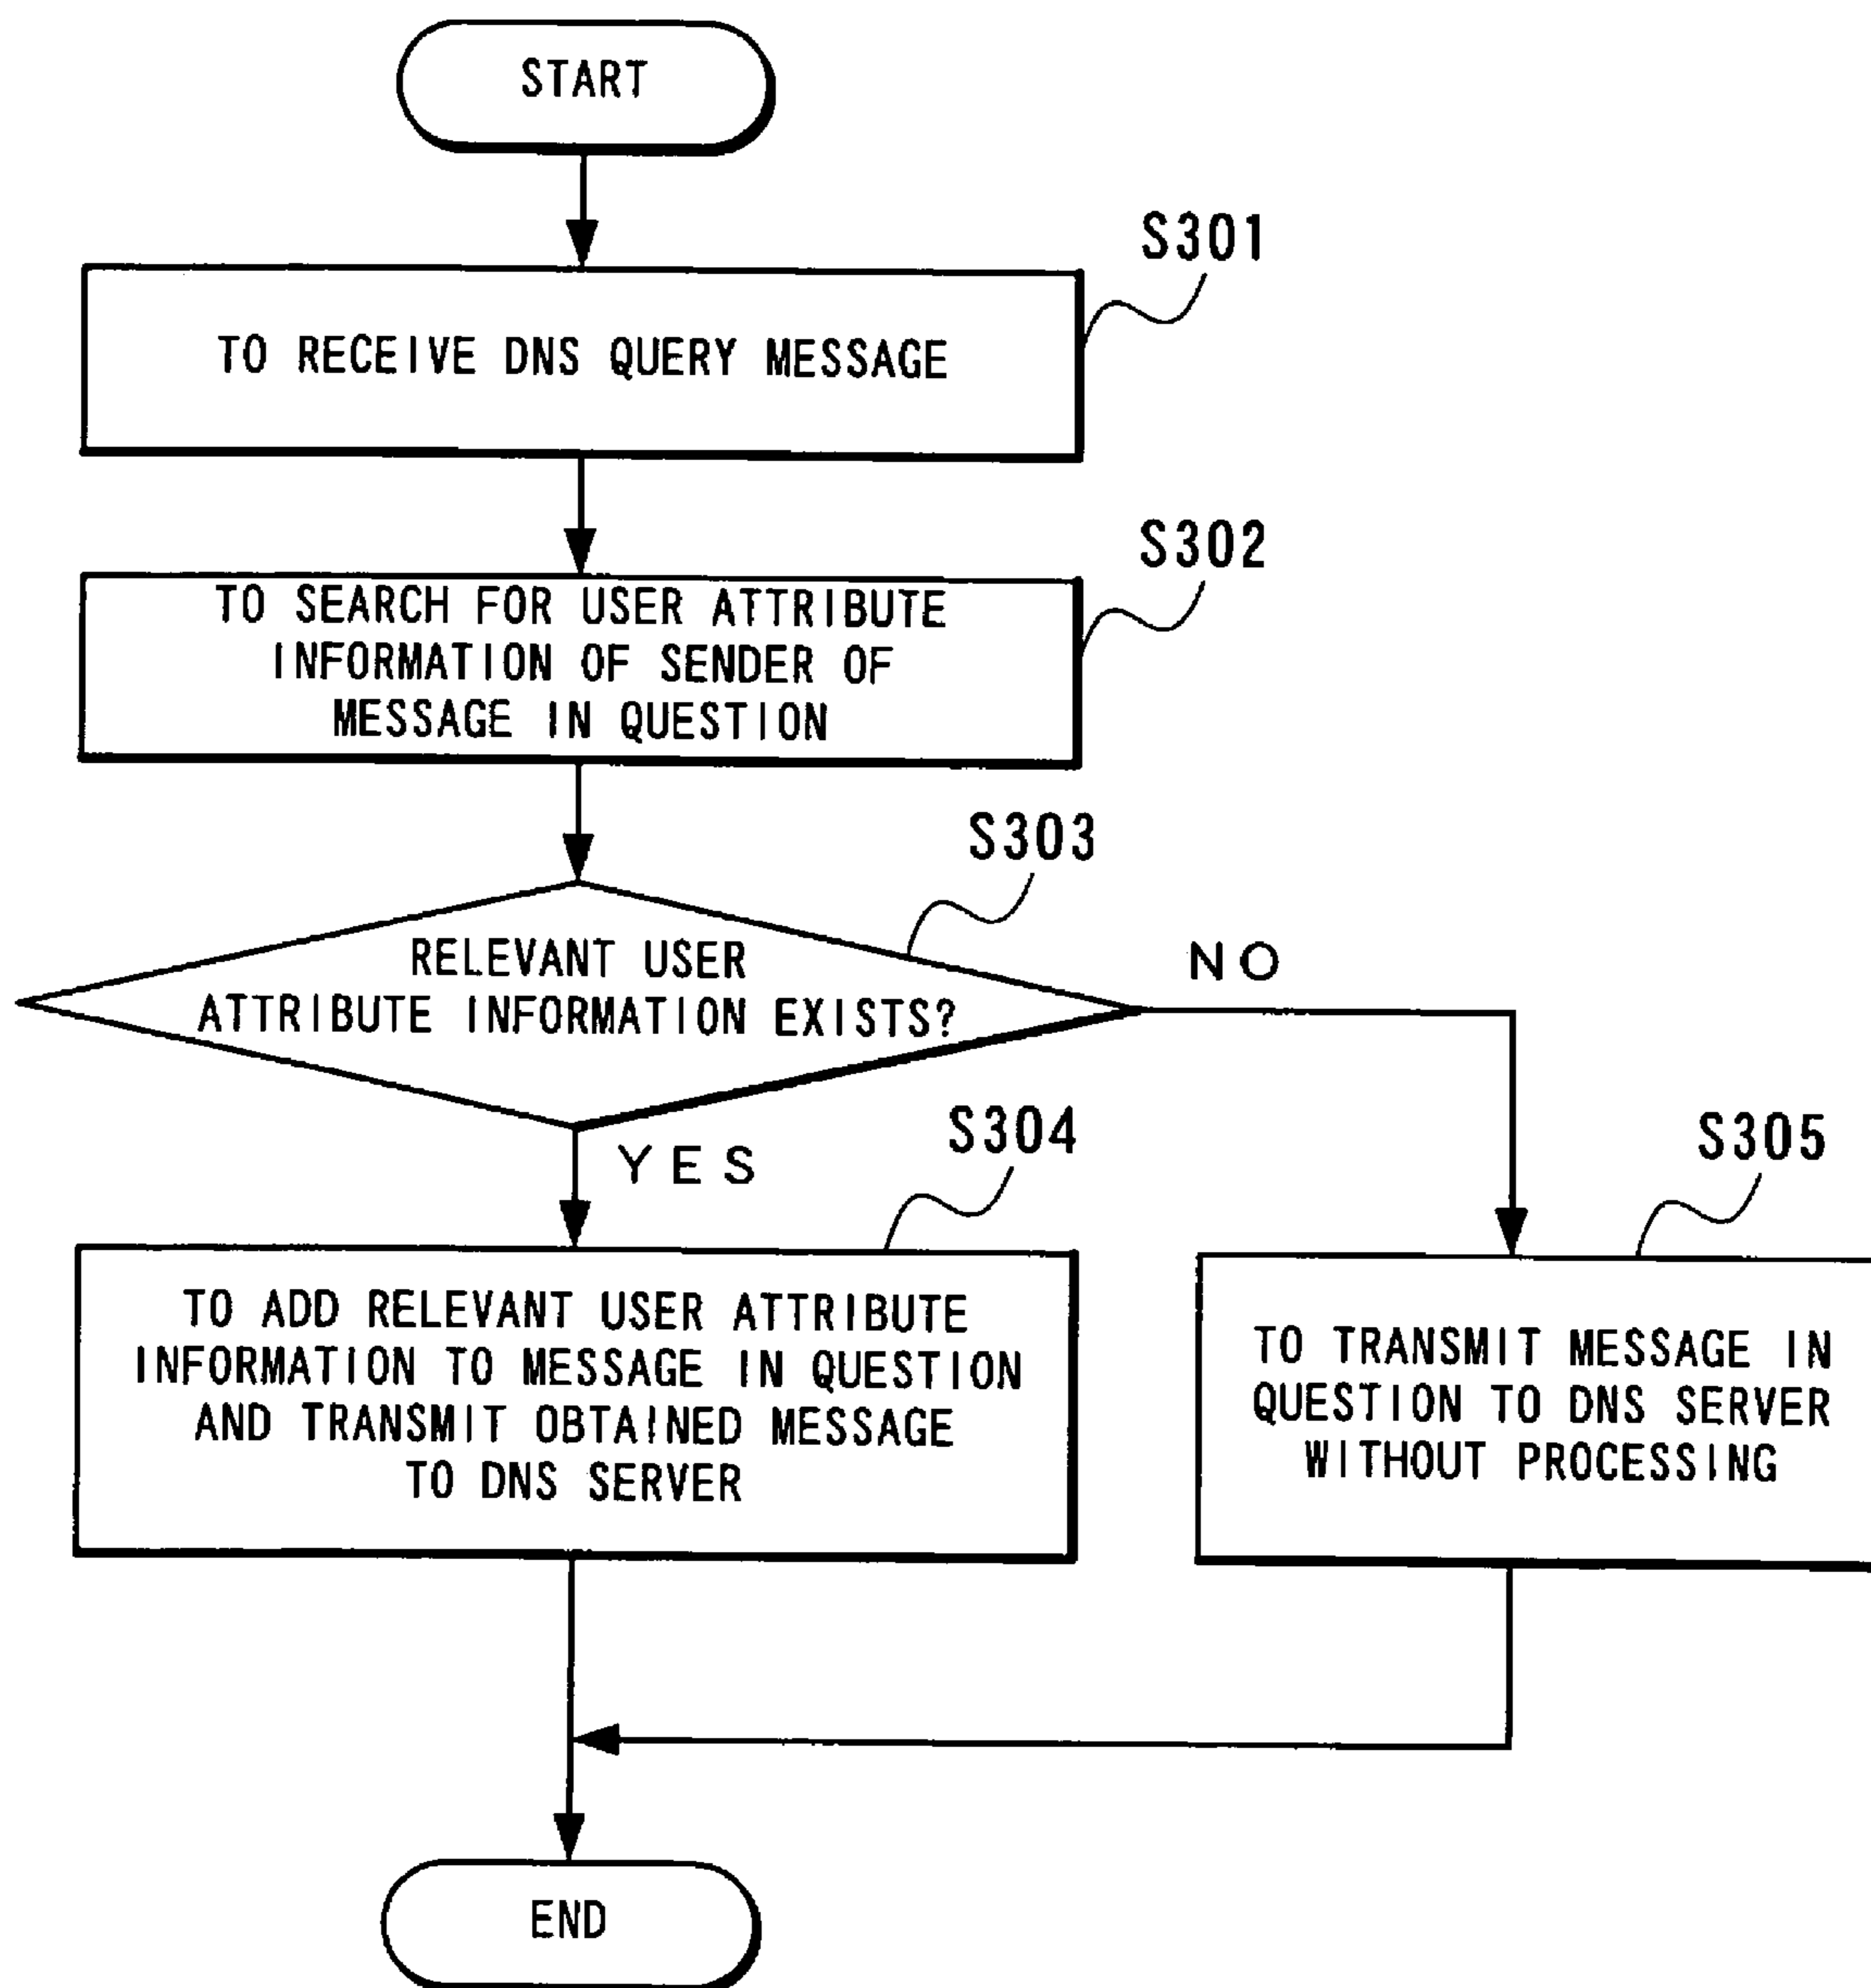 START
S301
TO RECEIVE DNS QUERY MESSAGE
S302
TO SEARCH FOR USER ATTRIBUTE
INFORMATION OF SENDER OF
MESSAGE IN QUESTION
S303
RELEVANT USER
ATTRIBUTE INFORMATION EXISTS?
NO
YES
S304
S305
TO ADD RELEVANT USER ATTRIBUTE
INFORMATION TO MESSAGE IN QUESTION
AND TRANSMIT OBTAINED MESSAGE
TO DNS SERVER
TO TRANSMIT MESSAGE IN
QUESTION TO DNS SERVER
WITHOUT PROCESSING
END